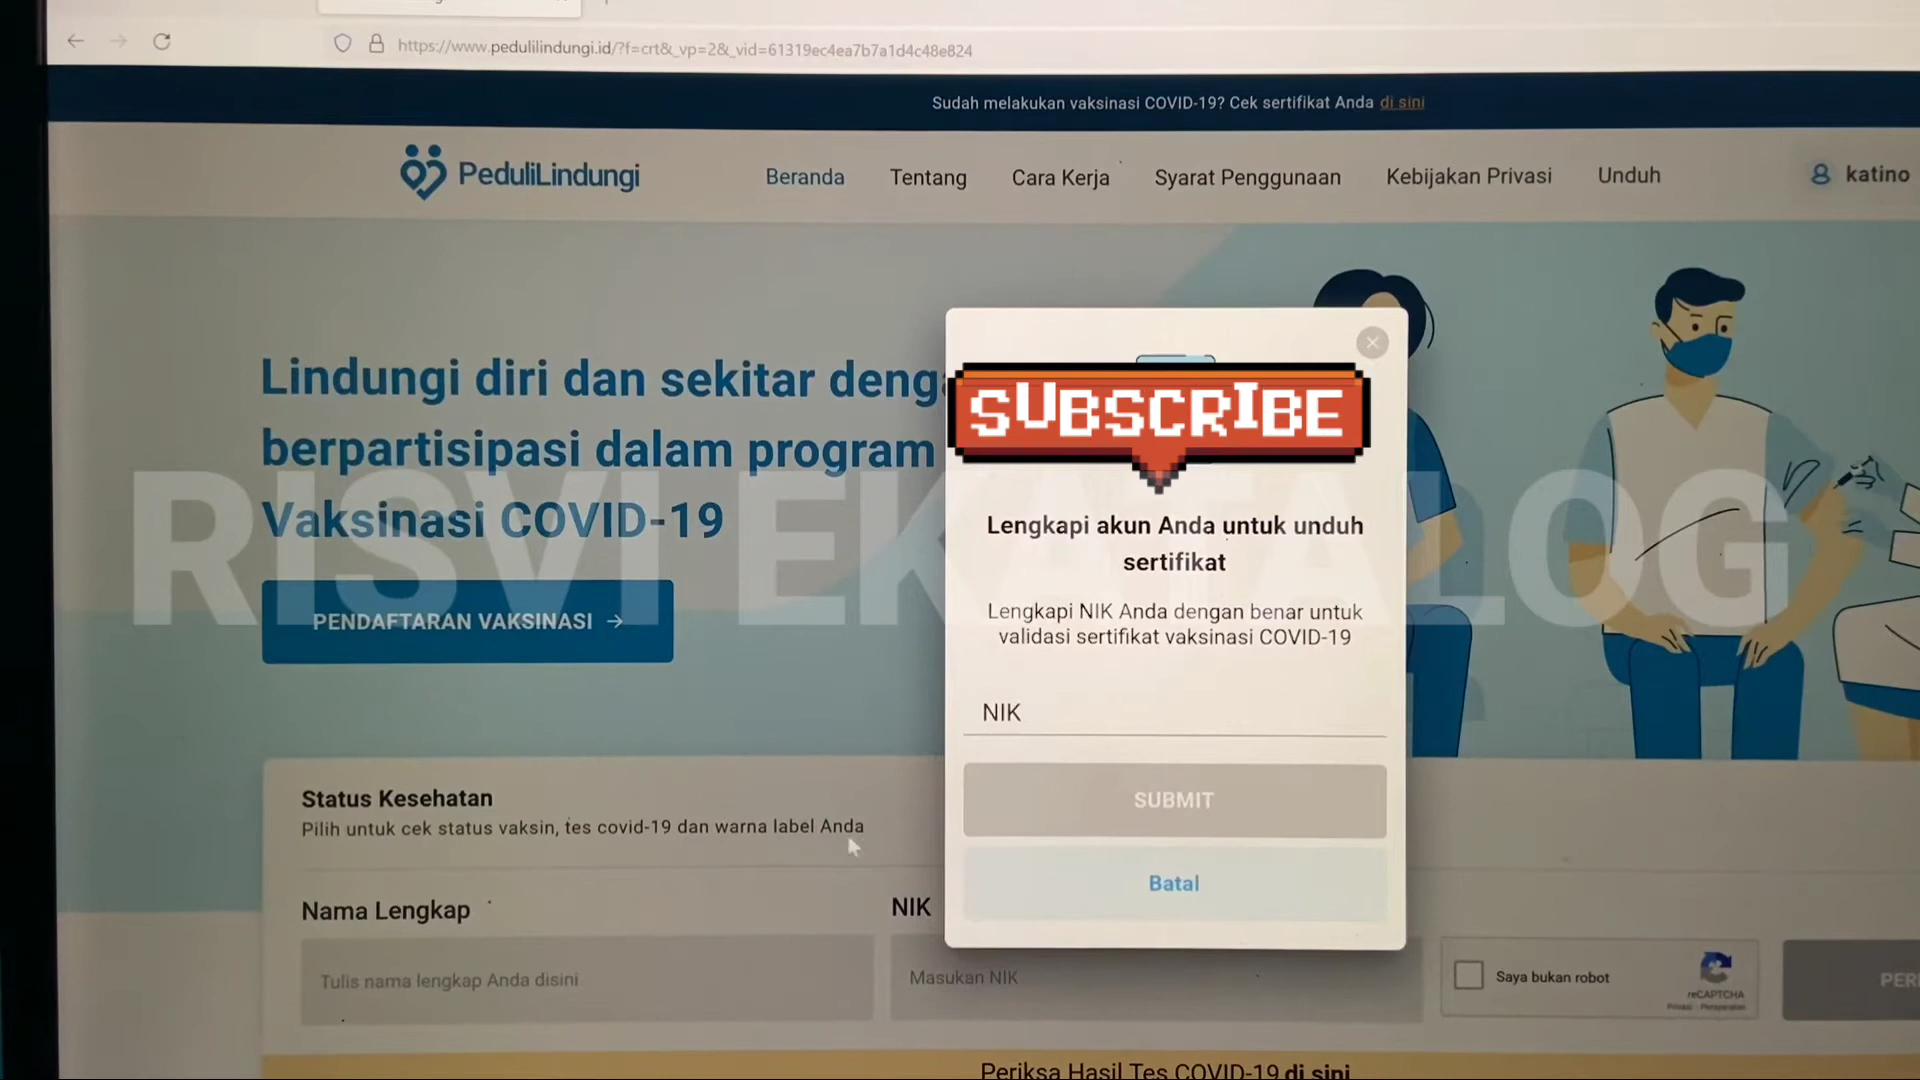 https://www.pedulilindungi.id/?f=crt&_vp=2&_vid=61319ec4ea7b7a1d4c48e824
Sudah melakukan vaksinasi COVID-19? Cek sertifikat Anda di sini
PeduliLindungi
Beranda
Tentang
Cara Kerja
Syarat Penggunaan
Kebijakan Privasi
Unduh
katino
Lindungi diri dan sekitar denga
berpartisipasi dalam program
Vaksinasi COVID-19
PENDAFTARAN VAKSINASI →
RISVI EKATALOG
SUBSCRIBE
Lengkapi akun Anda untuk unduh
sertifikat
Lengkapi NIK Anda dengan benar untuk
validasi sertifikat vaksinasi COVID-19
NIK
SUBMIT
Batal
Status Kesehatan
Pilih untuk cek status vaksin, tes covid-19 dan warna label Anda
Nama Lengkap
NIK
Tulis nama lengkap Anda disini
Masukan NIK
Saya bukan robot
reCAPTCHA
Privasi - Persyaratan
PERI
Periksa Hasil Tes COVID-19 di sini